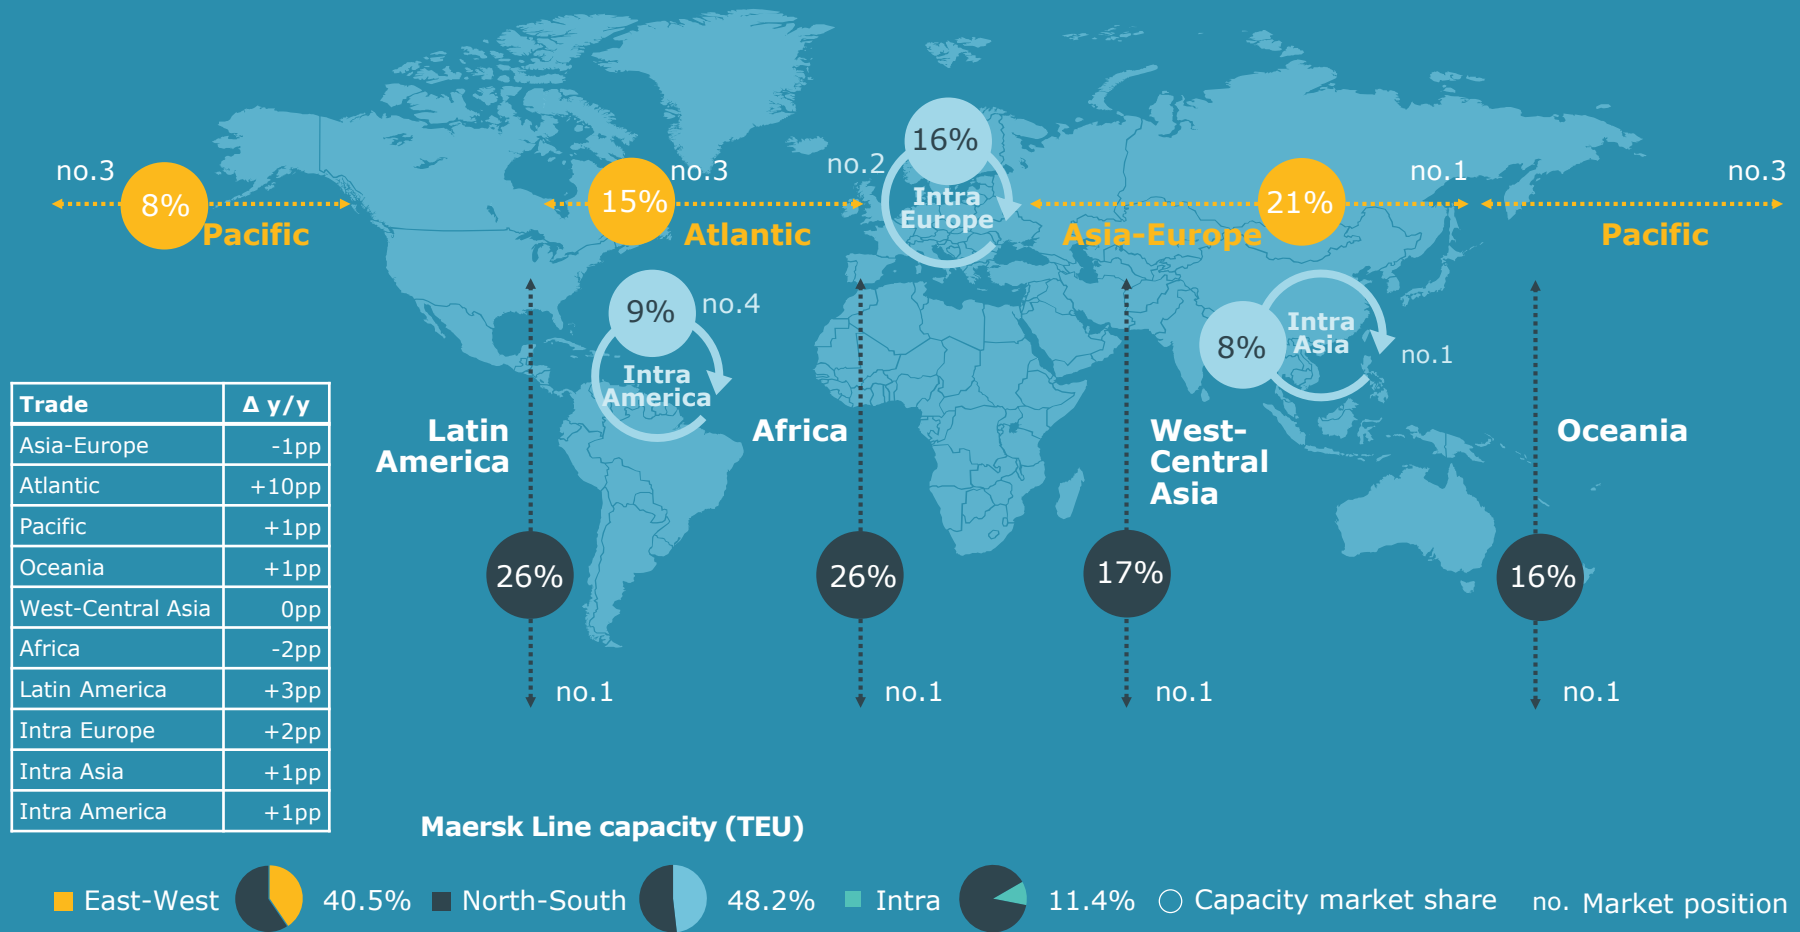 no.3
8%
Pacific
15%
no.3
Atlantic
no.2
16%
Intra
Europe
21%
no.1
Asia-Europe
no.3
Pacific
9%
no.4
Intra
America
8%
Intra
Asia
no.1
Latin
America
26%
no.1
Africa
26%
no.1
West-
Central
Asia
17%
no.1
Oceania
16%
no.1
Trade Δ y/y
Asia-Europe -1pp
Atlantic +10pp
Pacific +1pp
Oceania +1pp
West-Central Asia 0pp
Africa -2pp
Latin America +3pp
Intra Europe +2pp
Intra Asia +1pp
Intra America +1pp
Maersk Line capacity (TEU)
East-West 40.5% North-South 48.2% Intra 11.4% Capacity market share no. Market position